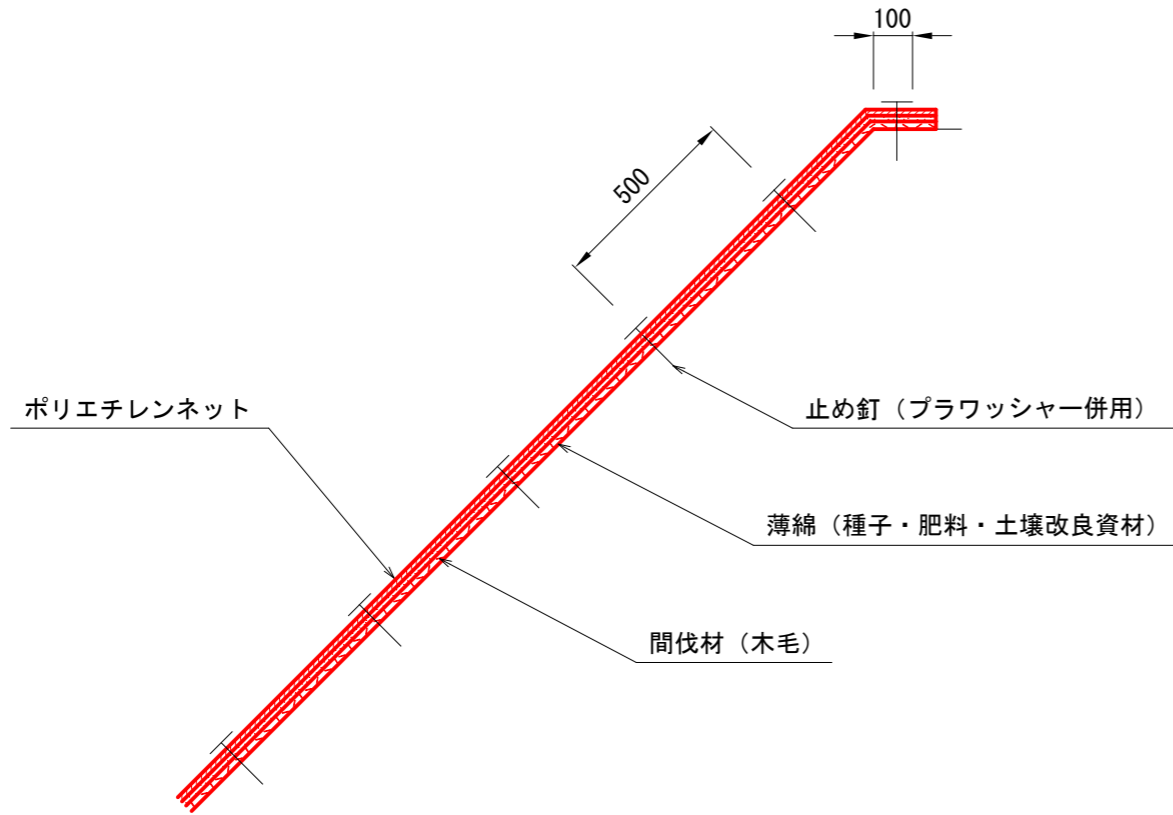 100
500
ポリエチレンネット
止め釘（プラワッシャー併用）
薄綿（種子・肥料・土壌改良資材）
間伐材（木毛）